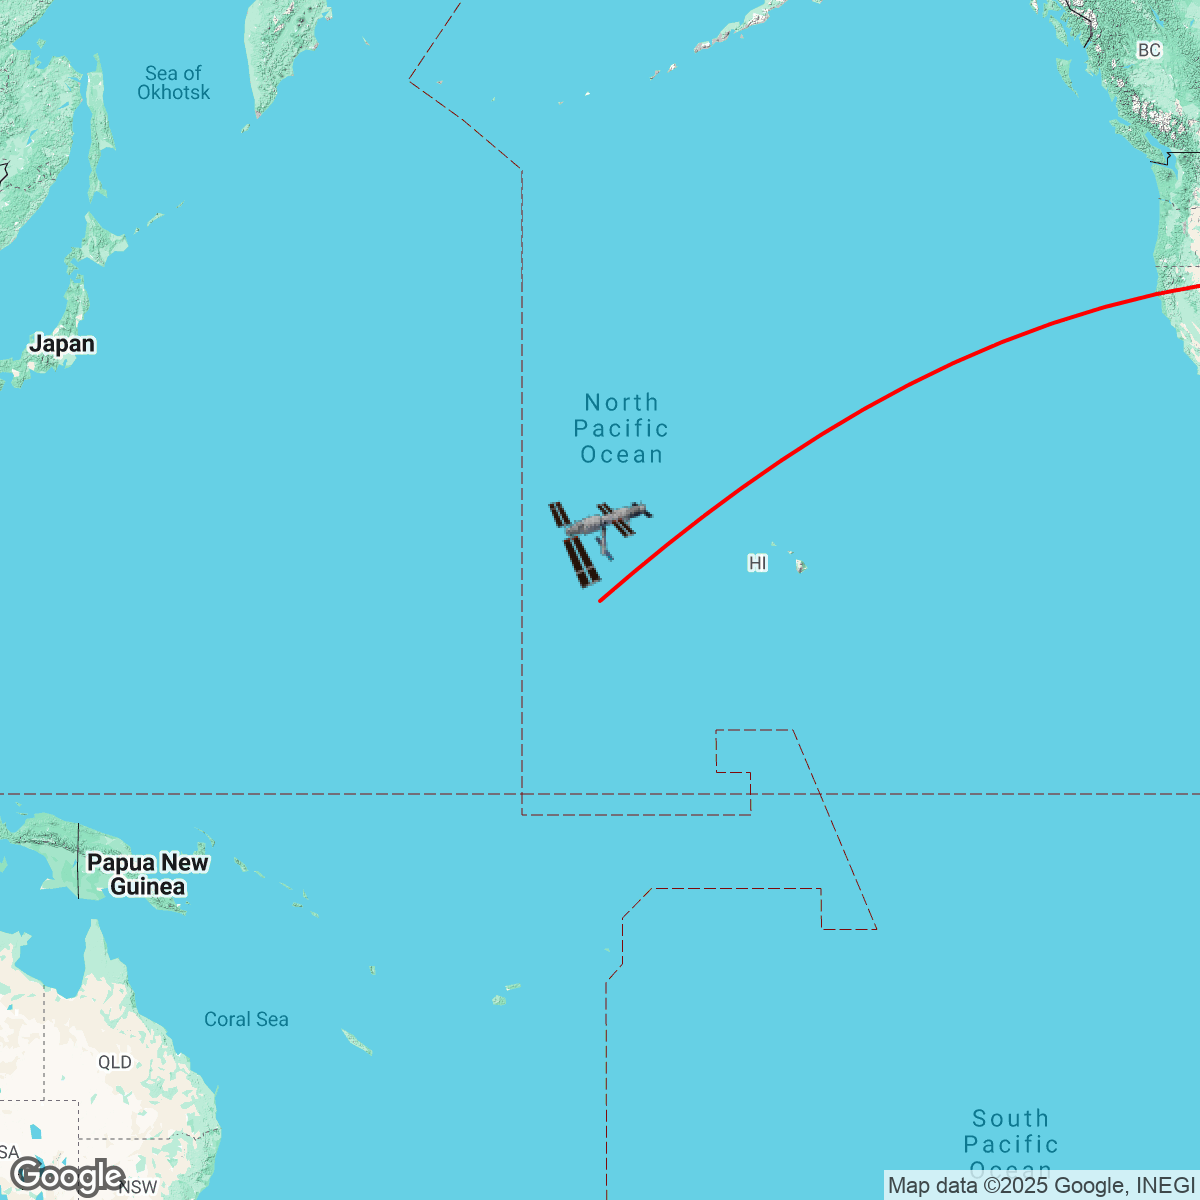 BC
Sea of
Okhotsk
Japan
North
Pacific
Ocean
HI
Papua New
Guinea
Coral Sea
QLD
South
Pacific
Ocean
SA
NSW
Google
Map data ©2025 Google, INEGI